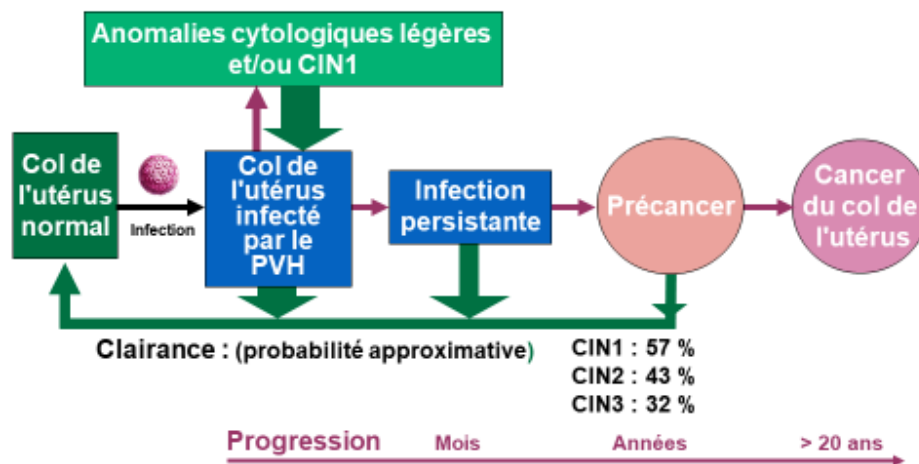 Anomalies cytologiques légères
et/ou CIN1
Col de
l'utérus
normal
Infection
Col de
l'utérus
infecté
par le
PVH
Infection
persistante
Précancer
Cancer
du col de
l'utérus
Clairance : (probabilité approximative)
CIN1 : 57 %
CIN2 : 43 %
CIN3 : 32 %
Progression Mois Années > 20 ans